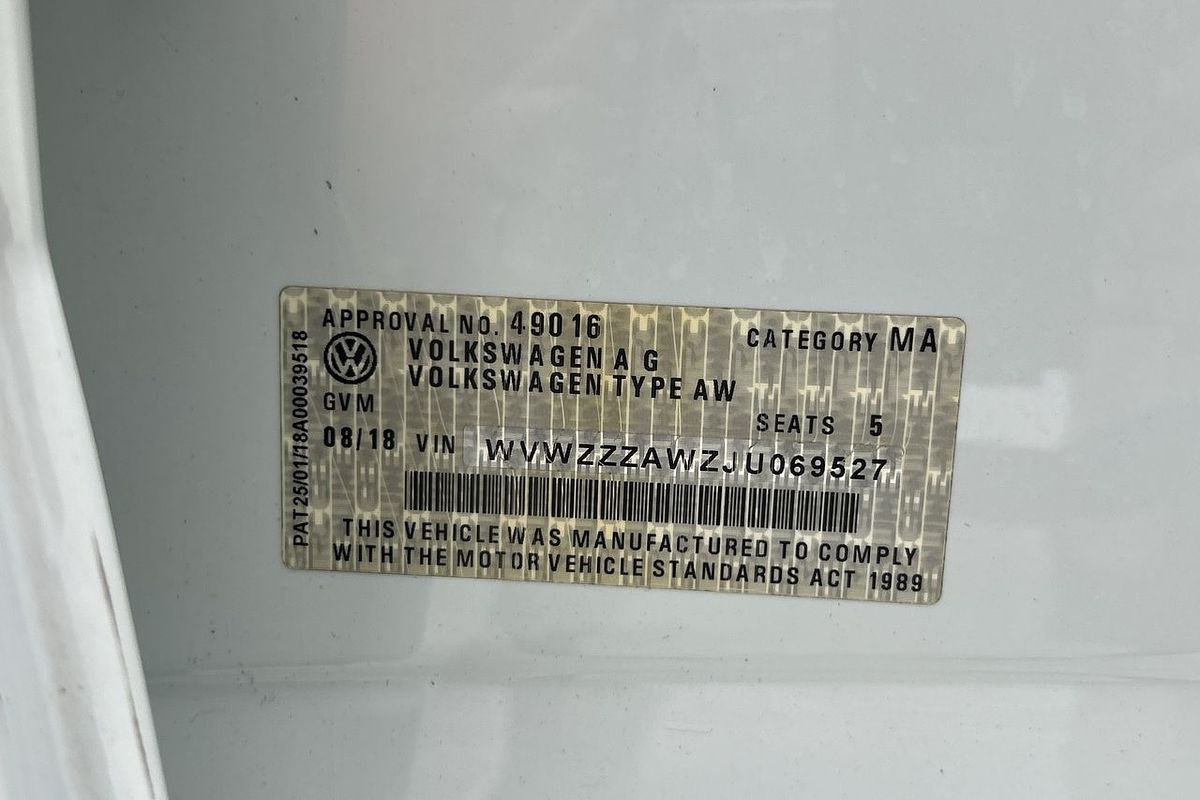 APPROVAL NO. 49016
CATEGORY MA
VOLKSWAGEN AG
VOLKSWAGEN TYPE AW
GVM
SEATS 5
08/18 VIN WVWZZZAWZJU069527
THIS VEHICLE WAS MANUFACTURED TO COMPLY
WITH THE MOTOR VEHICLE STANDARDS ACT 1989
PAT25/01/18A00039518